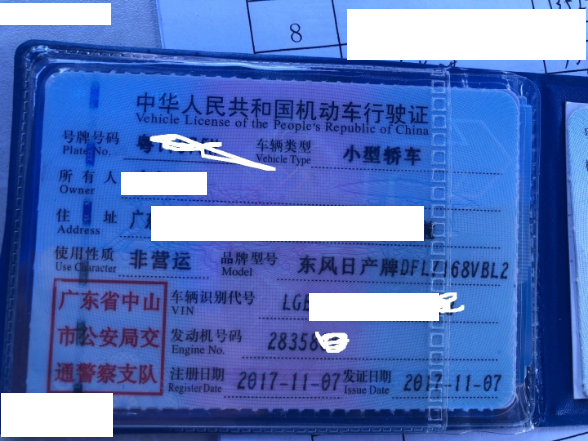 8
中华人民共和国机动车行驶证
Vehicle License of the People's Republic of China
号牌号码 粤 车辆类型 小型轿车
Plate No. Vehicle Type
所有人
Owner
住址 广
Address
使用性质 非营运 品牌型号 东风日产牌DFL7168VBL2
Use Character Model
广东省中山 车辆识别代号 LG
VIN
市公安局交 发动机号码 28358
Engine No.
通警察支队 注册日期 2017-11-07 发证日期 2017-11-07
Register Date Issue Date